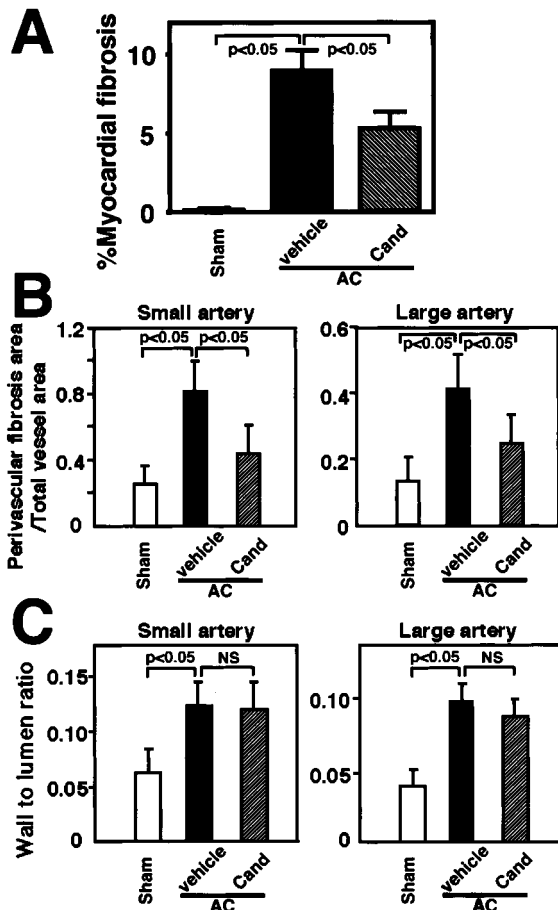 A
%Myocardial fibrosis
10
5
0
p<0.05
p<0.05
Sham
vehicle
Cand
AC
B
Perivascular fibrosis area
/Total vessel area
Small artery
1.2
0.8
0.4
0
p<0.05
p<0.05
Sham
vehicle
Cand
AC
Large artery
0.6
0.4
0.2
0
p<0.05
p<0.05
Sham
vehicle
Cand
AC
C
Wall to lumen ratio
Small artery
0.15
0.10
0.05
0
p<0.05
NS
Sham
vehicle
Cand
AC
Large artery
0.10
0.05
0
p<0.05
NS
Sham
vehicle
Cand
AC